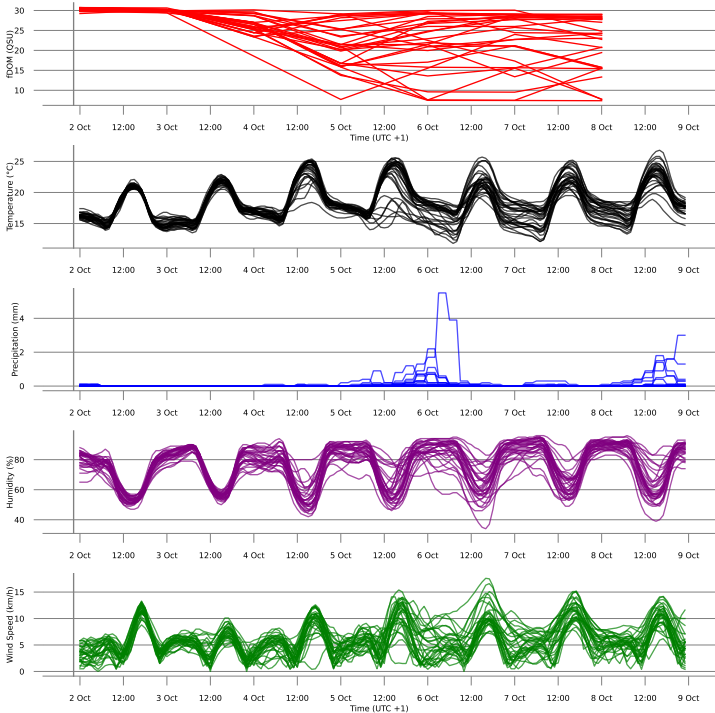 30
25
20
15
10
fDOM (QSU)
2 Oct 12:00 3 Oct 12:00 4 Oct 12:00 5 Oct 12:00 6 Oct 12:00 7 Oct 12:00 8 Oct 12:00 9 Oct
Time (UTC +1)
25
20
15
Temperature (°C)
2 Oct 12:00 3 Oct 12:00 4 Oct 12:00 5 Oct 12:00 6 Oct 12:00 7 Oct 12:00 8 Oct 12:00 9 Oct
4
2
0
Precipitation (mm)
2 Oct 12:00 3 Oct 12:00 4 Oct 12:00 5 Oct 12:00 6 Oct 12:00 7 Oct 12:00 8 Oct 12:00 9 Oct
80
60
40
Humidity (%)
2 Oct 12:00 3 Oct 12:00 4 Oct 12:00 5 Oct 12:00 6 Oct 12:00 7 Oct 12:00 8 Oct 12:00 9 Oct
15
10
5
0
Wind Speed (km/h)
2 Oct 12:00 3 Oct 12:00 4 Oct 12:00 5 Oct 12:00 6 Oct 12:00 7 Oct 12:00 8 Oct 12:00 9 Oct
Time (UTC +1)